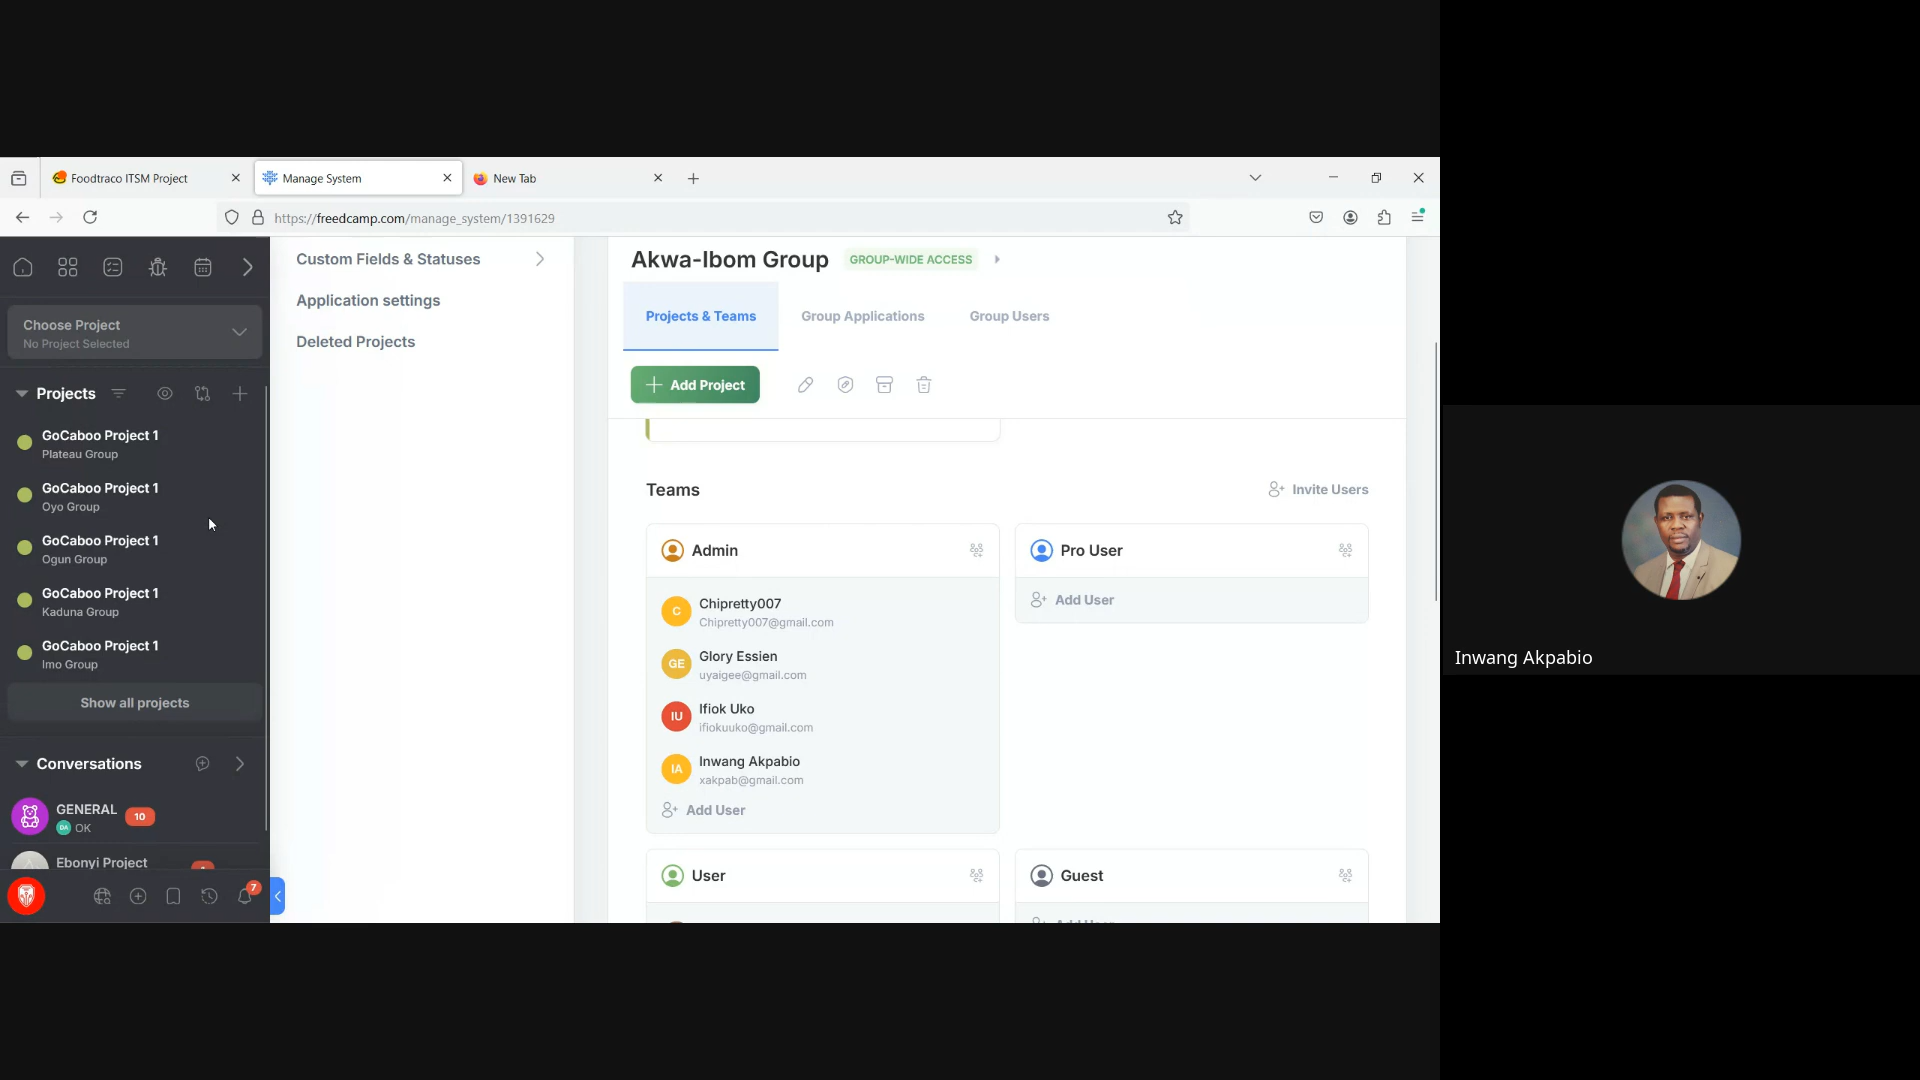 Foodtraco ITSM Project
Manage System
New Tab
https://freedcamp.com/manage_system/1391629
Choose Project
No Project Selected
Projects
GoCaboo Project 1
Plateau Group
GoCaboo Project 1
Oyo Group
GoCaboo Project 1
Ogun Group
GoCaboo Project 1
Kaduna Group
GoCaboo Project 1
Imo Group
Show all projects
Conversations
GENERAL 10
DA OK
Ebonyi Project
7
Custom Fields & Statuses
Application settings
Deleted Projects
Akwa-Ibom Group GROUP-WIDE ACCESS
Projects & Teams Group Applications Group Users
Add Project
Teams Invite Users
Admin
C Chipretty007
Chipretty007@gmail.com
GE Glory Essien
uyaigee@gmail.com
IU Ifiok Uko
ifiokuuko@gmail.com
IA Inwang Akpabio
xakpab@gmail.com
Add User
Pro User
Add User
User
Guest
Add User
Inwang Akpabio